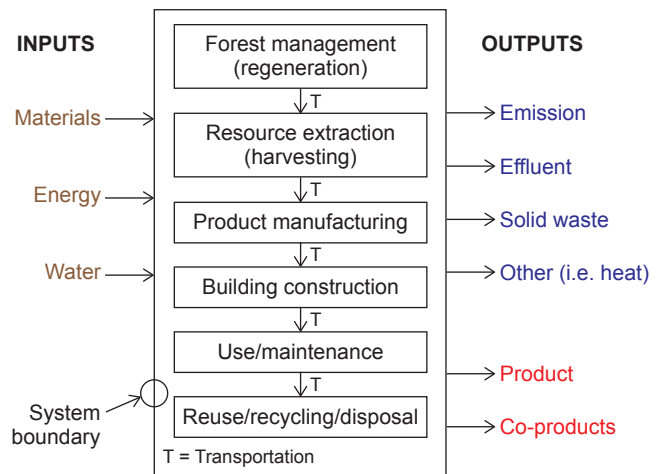 INPUTS
Materials
Energy
Water
System
boundary
Forest management
(regeneration)
T
Resource extraction
(harvesting)
T
Product manufacturing
T
Building construction
T
Use/maintenance
T
Reuse/recycling/disposal
T = Transportation
OUTPUTS
Emission
Effluent
Solid waste
Other (i.e. heat)
Product
Co-products